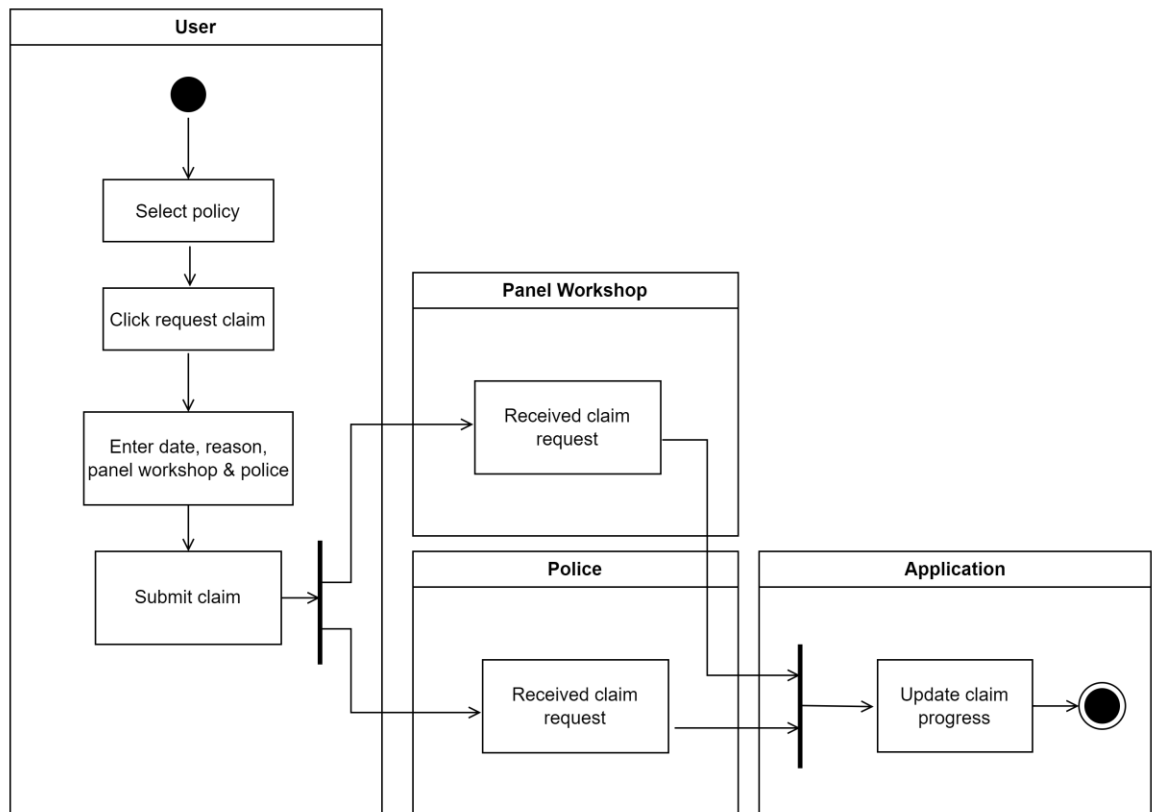 User
Select policy
Click request claim
Enter date, reason,
panel workshop & police
Submit claim
Panel Workshop
Received claim
request
Police
Received claim
request
Application
Update claim
progress